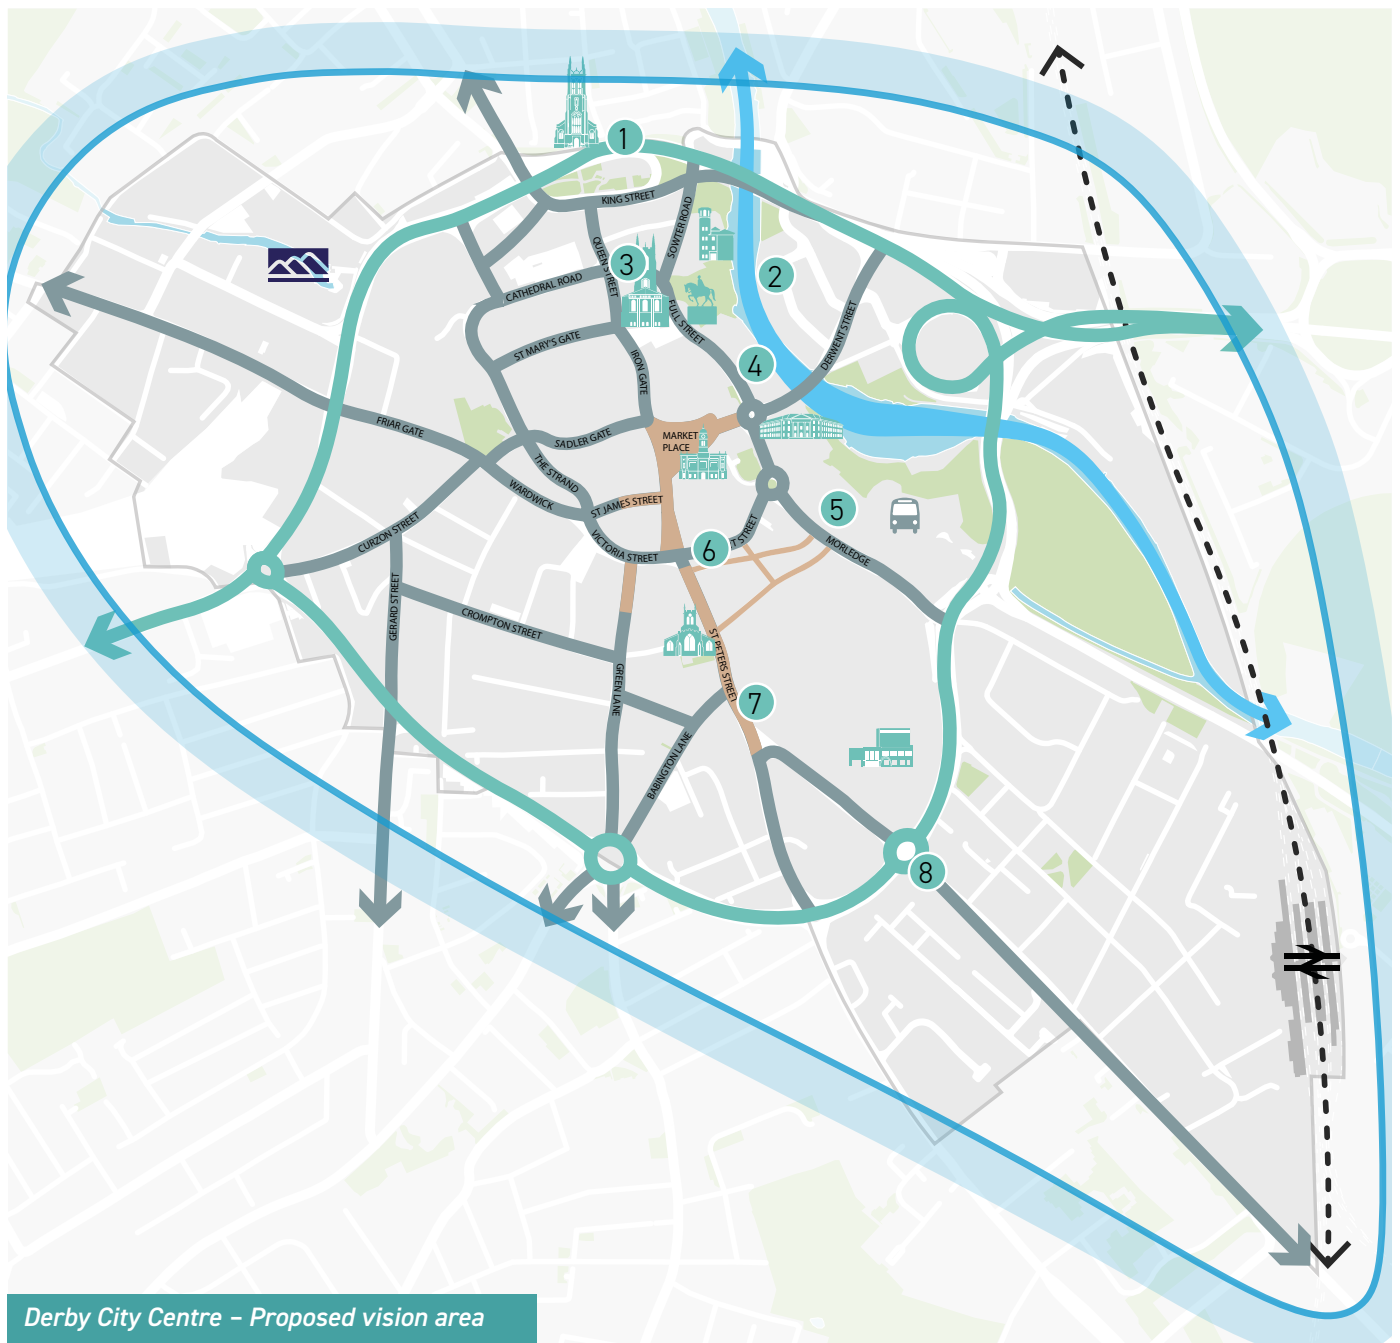 1
KING STREET
QUEEN STREET
SOWTER ROAD
3
2
CATHEDRAL ROAD
FULL STREET
ST MARY'S GATE
IRON GATE
DERWENT STREET
4
FRIAR GATE
SADLER GATE
MARKET
PLACE
THE STRAND
WARDWICK
ST JAMES STREET
5
CURZON STREET
VICTORIA STREET
6
T STREET
MORLEDGE
GERARD STREET
CROMPTON STREET
GREEN LANE
ST PETERS STREET
7
BABINGTON LANE
8
Derby City Centre – Proposed vision area